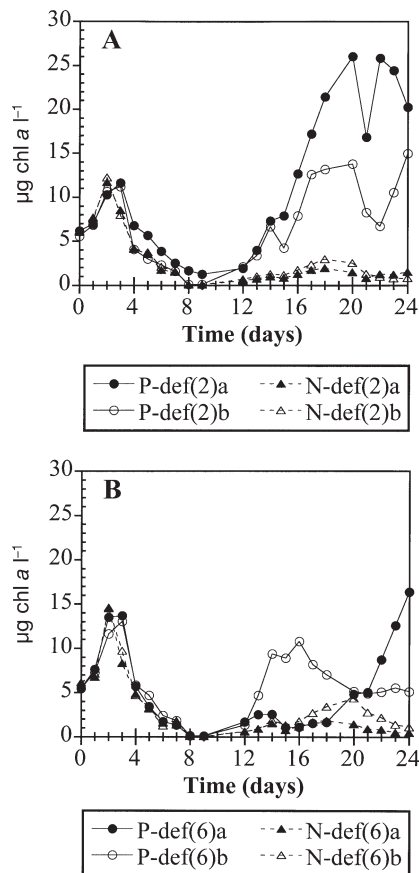 A
µg chl a l⁻¹
30
25
20
15
10
5
0
0 4 8 12 16 20 24
Time (days)
P-def(2)a N-def(2)a
P-def(2)b N-def(2)b
B
µg chl a l⁻¹
30
25
20
15
10
5
0
0 4 8 12 16 20 24
Time (days)
P-def(6)a N-def(6)a
P-def(6)b N-def(6)b